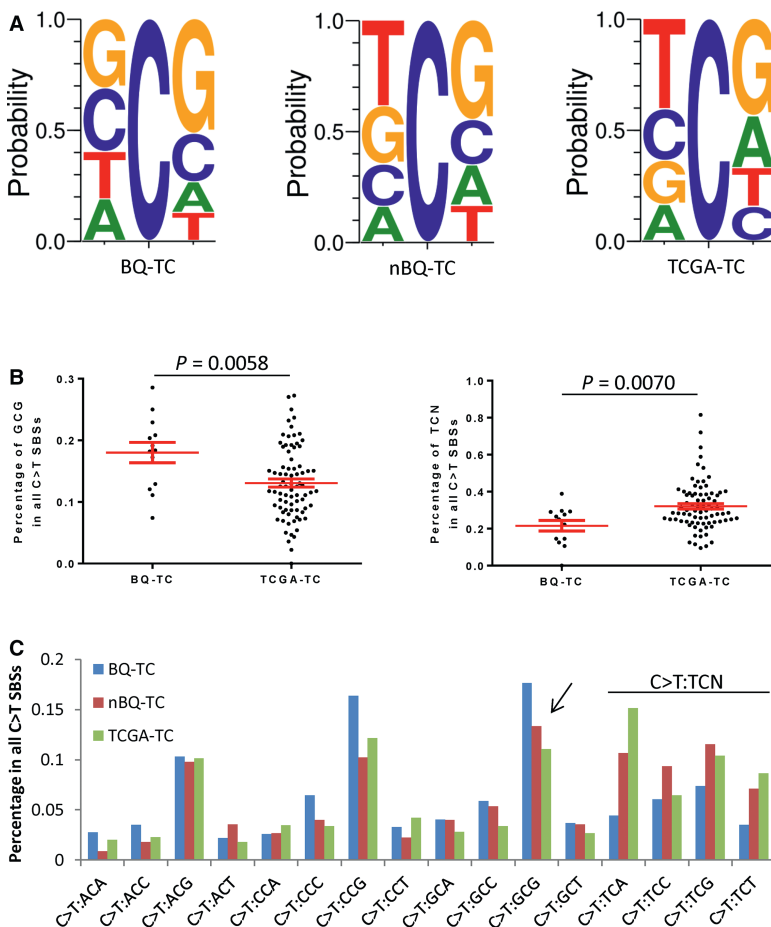 A
Probability
1.0
0.5
0.0
G
C
T
A
C
G
C
A
T
BQ-TC
Probability
1.0
0.5
0.0
T
G
C
A
C
G
C
A
T
nBQ-TC
Probability
1.0
0.5
0.0
T
C
G
A
C
G
A
T
C
TCGA-TC
B
P = 0.0058
Percentage of GCG
in all C>T SBSs
0.3
0.2
0.1
0.0
BQ-TC
TCGA-TC
P = 0.0070
Percentage of TCN
in all C>T SBSs
1.0
0.8
0.6
0.4
0.2
0.0
BQ-TC
TCGA-TC
C
Percentage in all C>T SBSs
0.2
0.15
0.1
0.05
0
BQ-TC
nBQ-TC
TCGA-TC
C>T:TCN
C>T:ACA
C>T:ACC
C>T:ACG
C>T:ACT
C>T:CCA
C>T:CCC
C>T:CCG
C>T:CCT
C>T:GCA
C>T:GCC
C>T:GCG
C>T:GCT
C>T:TCA
C>T:TCC
C>T:TCG
C>T:TCT